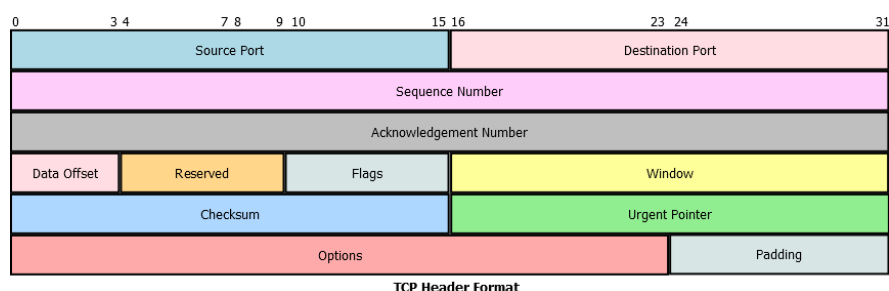 0 3 4 7 8 9 10 15 16 23 24 31
Source Port Destination Port
Sequence Number
Acknowledgement Number
Data Offset Reserved Flags Window
Checksum Urgent Pointer
Options Padding
TCP Header Format